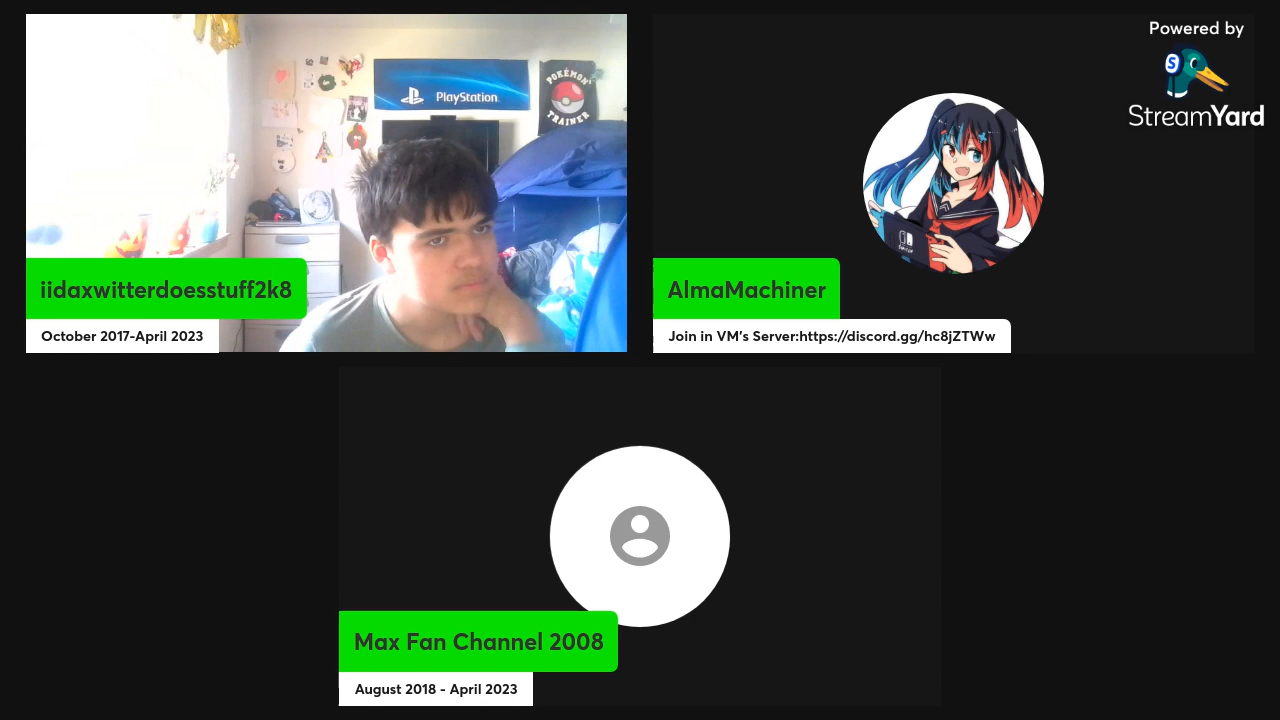 Powered by
StreamYard
PlayStation
POKÉMON
TRAINER
iidaxwitterdoesstuff2k8
October 2017-April 2023
AlmaMachiner
Join in VM's Server:https://discord.gg/hc8jZTWw
Max Fan Channel 2008
August 2018 - April 2023